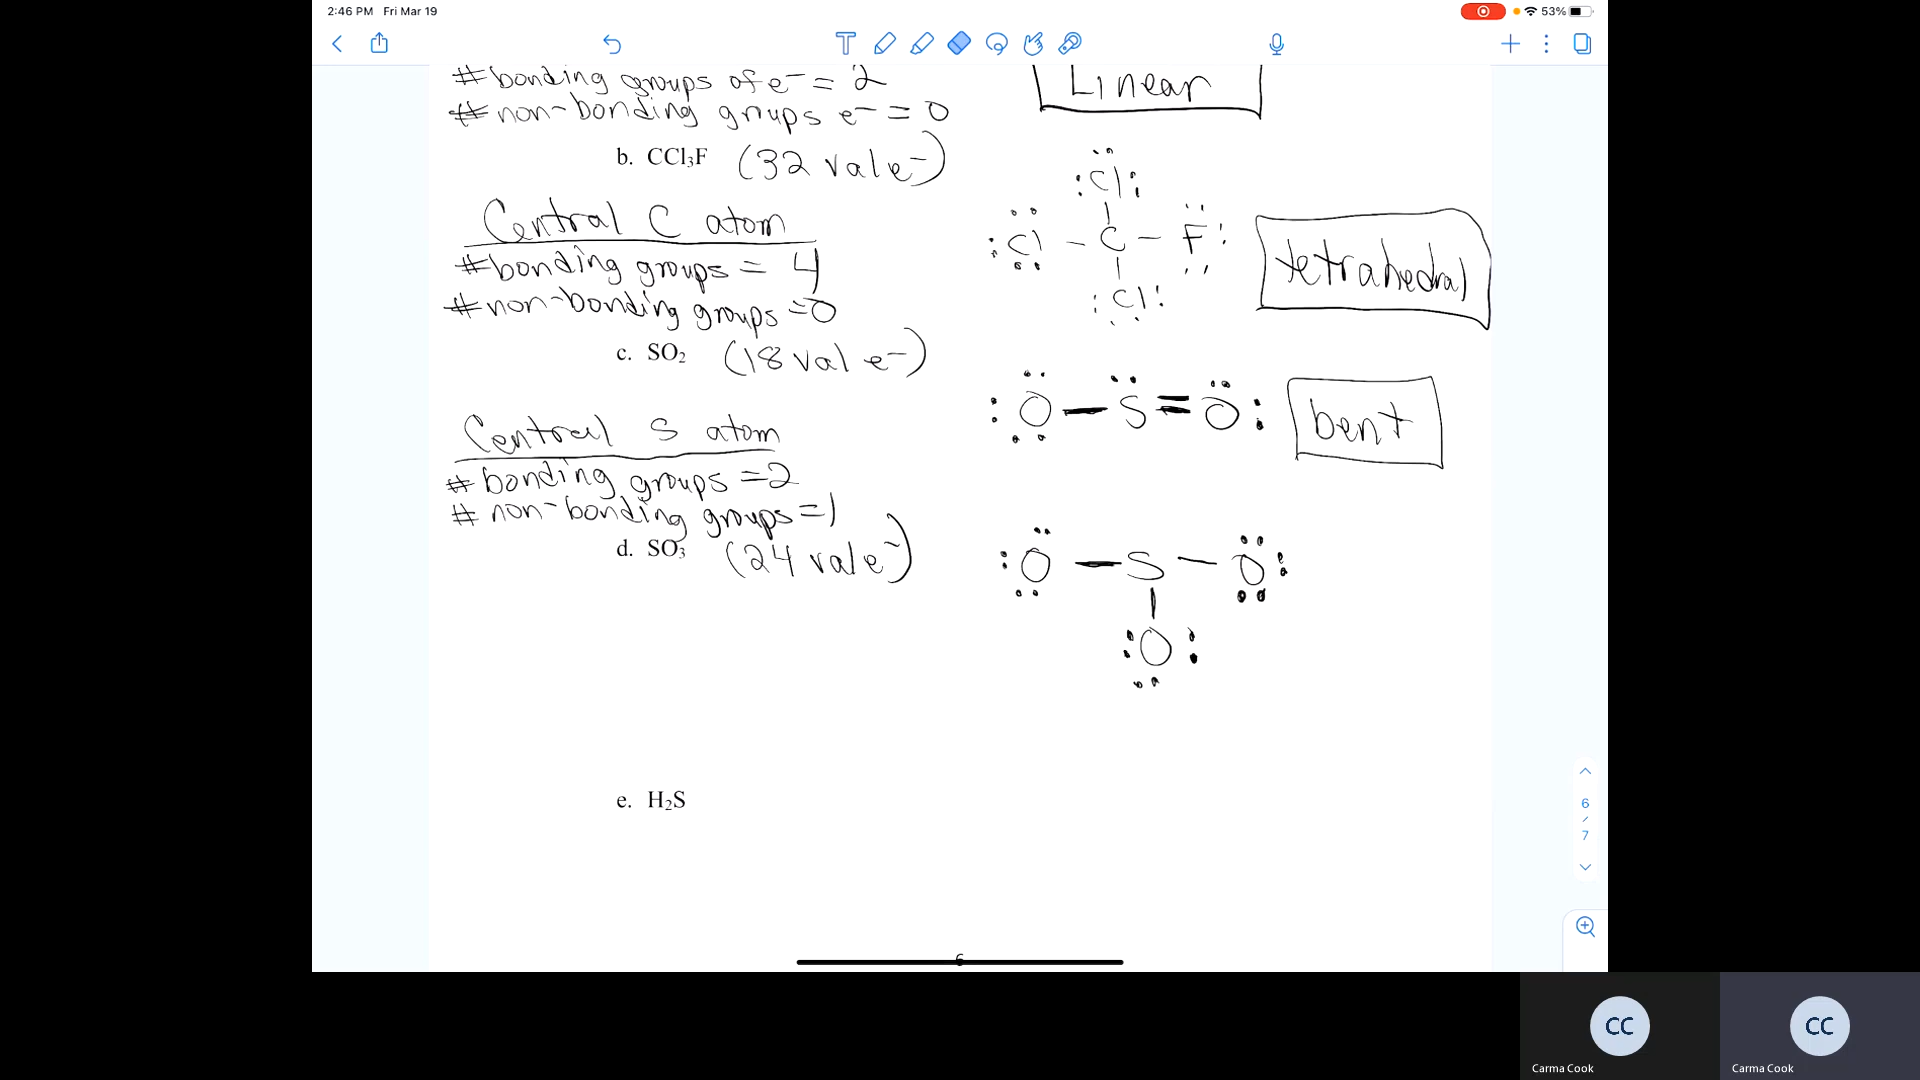 2:46 PM Fri Mar 19
53%
#bonding groups of e⁻ = 2
#non-bonding groups e⁻ = 0
Linear
b. CCl₃F (32 val e⁻)
:Cl:
:Cl - C - F:
:Cl:
tetrahedral
Central C atom
#bonding groups = 4
#non-bonding groups = 0
c. SO₂ (18 val e⁻)
:O - S = O:
bent
Central S atom
# bonding groups = 2
# non-bonding groups = 1
d. SO₃ (24 val e⁻)
:O - S - O:
:O:
e. H₂S
6
/
7
6
CC
Carma Cook
CC
Carma Cook